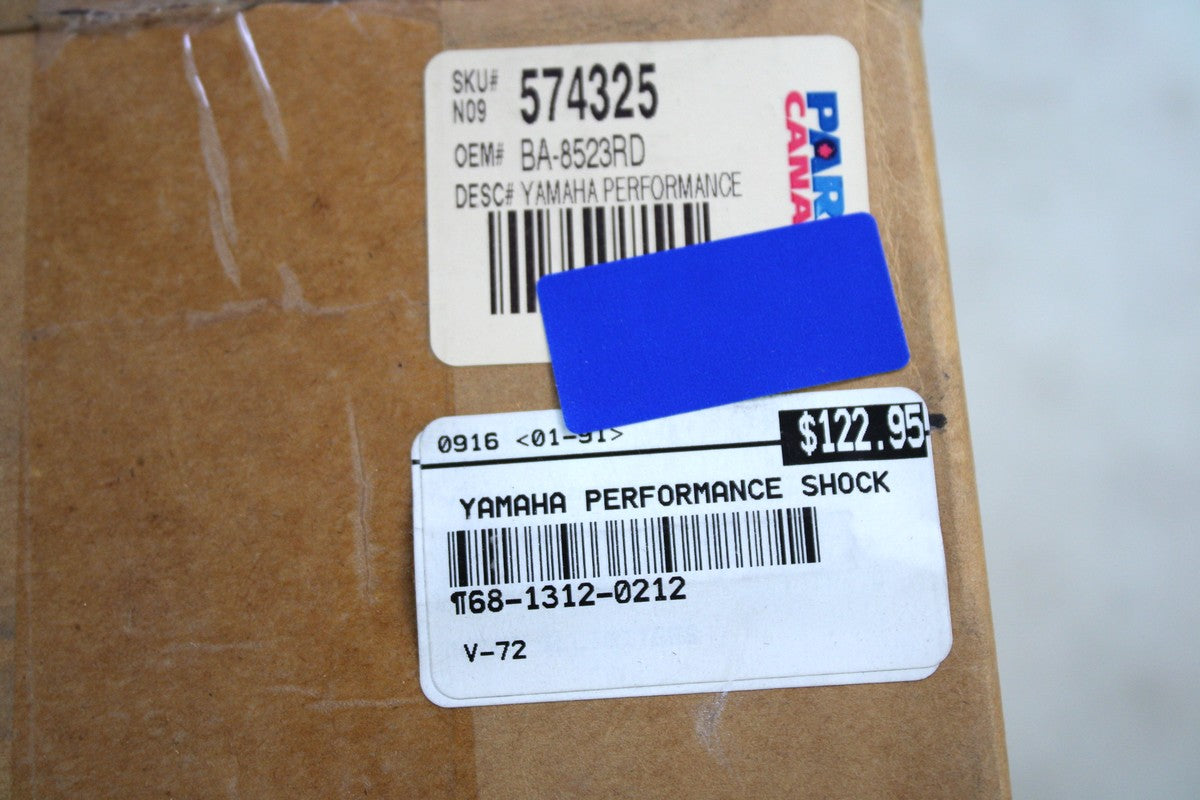 SKU# 574325
N09
OEM# BA-8523RD
DESC# YAMAHA PERFORMANCE
0916 <01-91>
$122.95
YAMAHA PERFORMANCE SHOCK
¶68-1312-0212
V-72